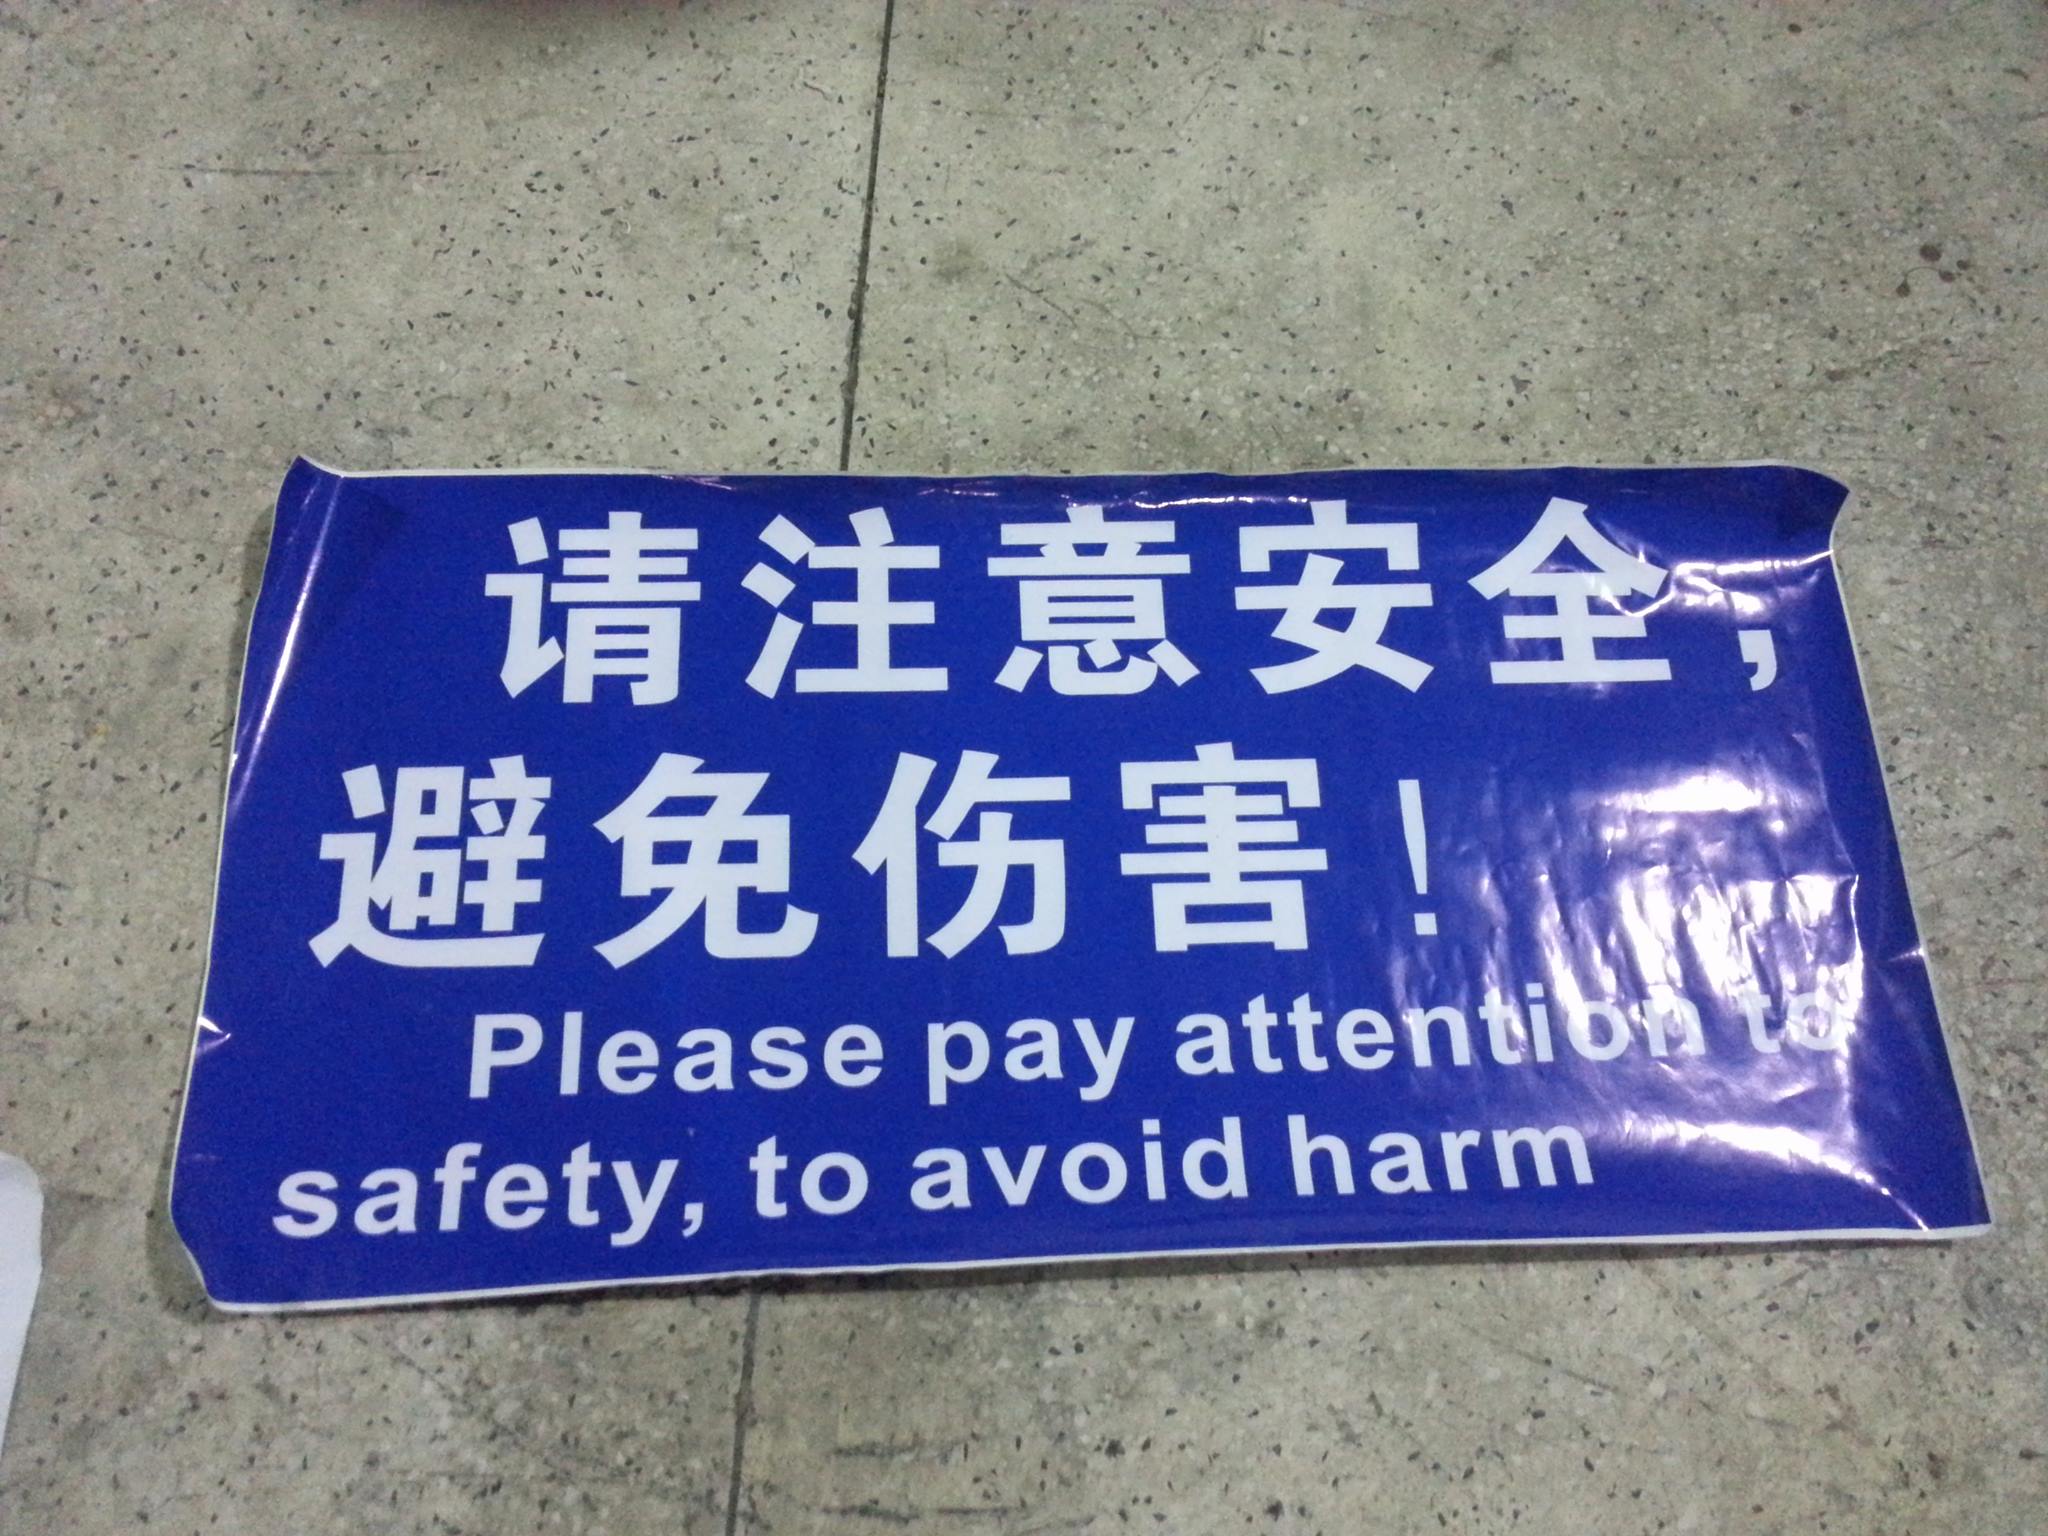 请注意安全,
避免伤害!
Please pay attention to
safety, to avoid harm